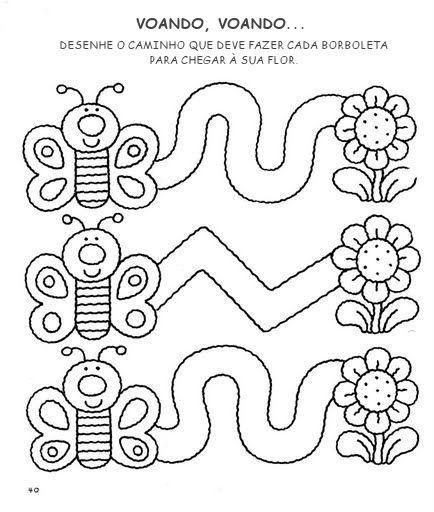 VOANDO, VOANDO...
DESENHE O CAMINHO QUE DEVE FAZER CADA BORBOLETA
PARA CHEGAR À SUA FLOR.
40